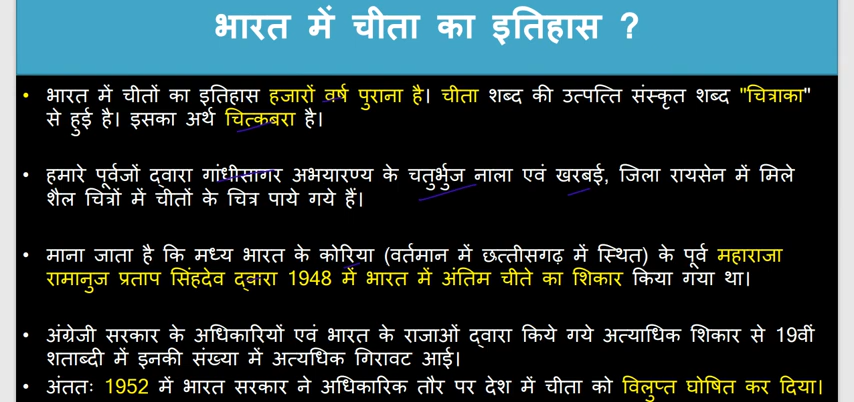 भारत में चीता का इतिहास ?
• भारत में चीतों का इतिहास हजारों वर्ष पुराना है। चीता शब्द की उत्पत्ति संस्कृत शब्द "चित्राका"
से हुई है। इसका अर्थ चित्कबरा है।
• हमारे पूर्वजों द्वारा गांधीसागर अभयारण्य के चतुर्भुज नाला एवं खरबई, जिला रायसेन में मिले
शैल चित्रों में चीतों के चित्र पाये गये हैं।
• माना जाता है कि मध्य भारत के कोरिया (वर्तमान में छत्तीसगढ़ में स्थित) के पूर्व महाराजा
रामानुज प्रताप सिंहदेव द्वारा 1948 में भारत में अंतिम चीते का शिकार किया गया था।
• अंग्रेजी सरकार के अधिकारियों एवं भारत के राजाओं द्वारा किये गये अत्याधिक शिकार से 19वीं
शताब्दी में इनकी संख्या में अत्यधिक गिरावट आई।
• अंततः 1952 में भारत सरकार ने अधिकारिक तौर पर देश में चीता को विलुप्त घोषित कर दिया।